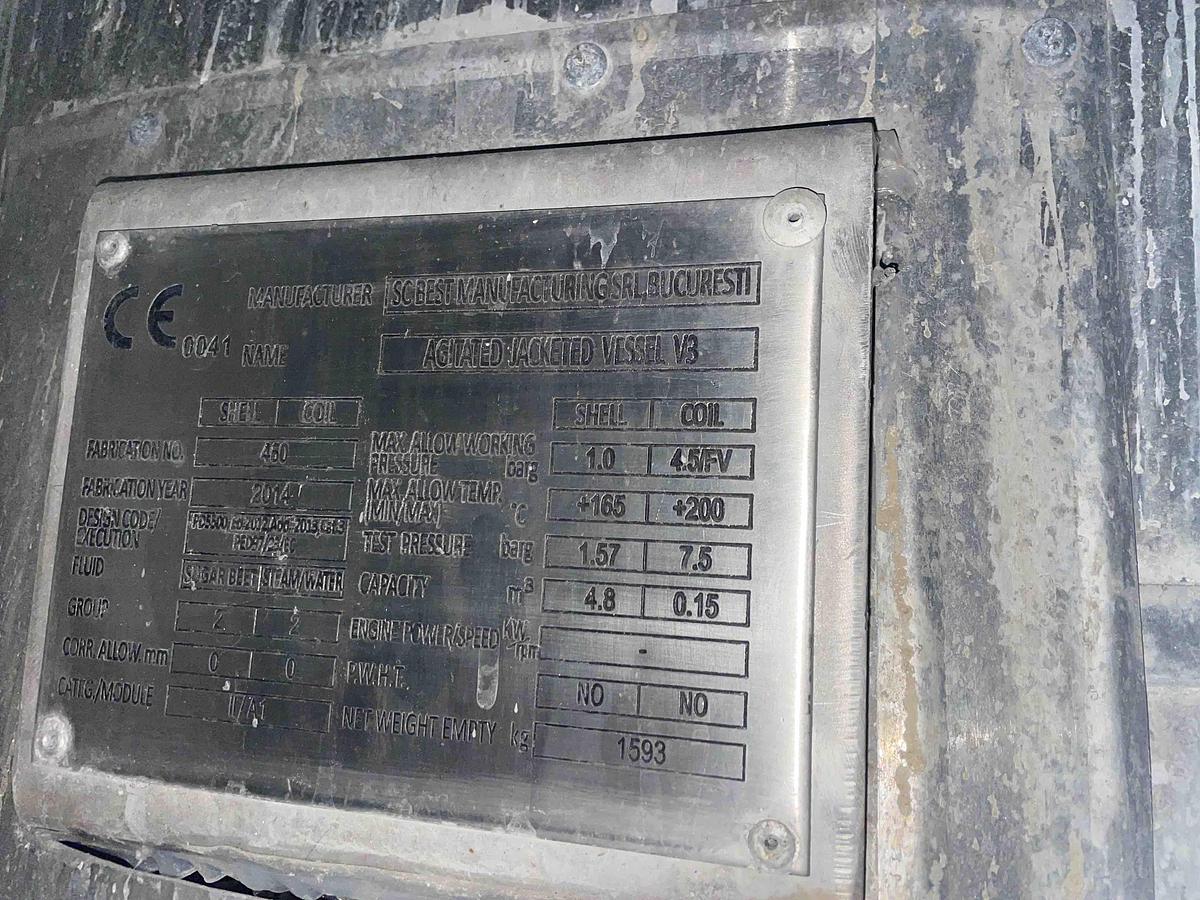 CE 0041
MANUFACTURER SC BEST MANUFACTURING SRL BUCURESTI
NAME AGITATED JACKETED VESSEL V3
SHELL COIL
FABRICATION NO. 460
FABRICATION YEAR 2014
DESIGN CODE/
EXECUTION
FLUID SUGAR BEET STEAM/WATER
GROUP 2 2
CORR. ALLOW. mm 0 0
CATEG./MODULE II/A1
SHELL COIL
MAX. ALLOW. WORKING
PRESSURE barg 1.0 4.5/FV
MAX. ALLOW TEMP.
(MIN/MAX) °C +165 +200
TEST PRESSURE barg 1.57 7.5
CAPACITY m³ 4.8 0.15
ENGINE POWER/SPEED kW/rpm -
P.W.H.T. NO NO
NET WEIGHT EMPTY kg 1593